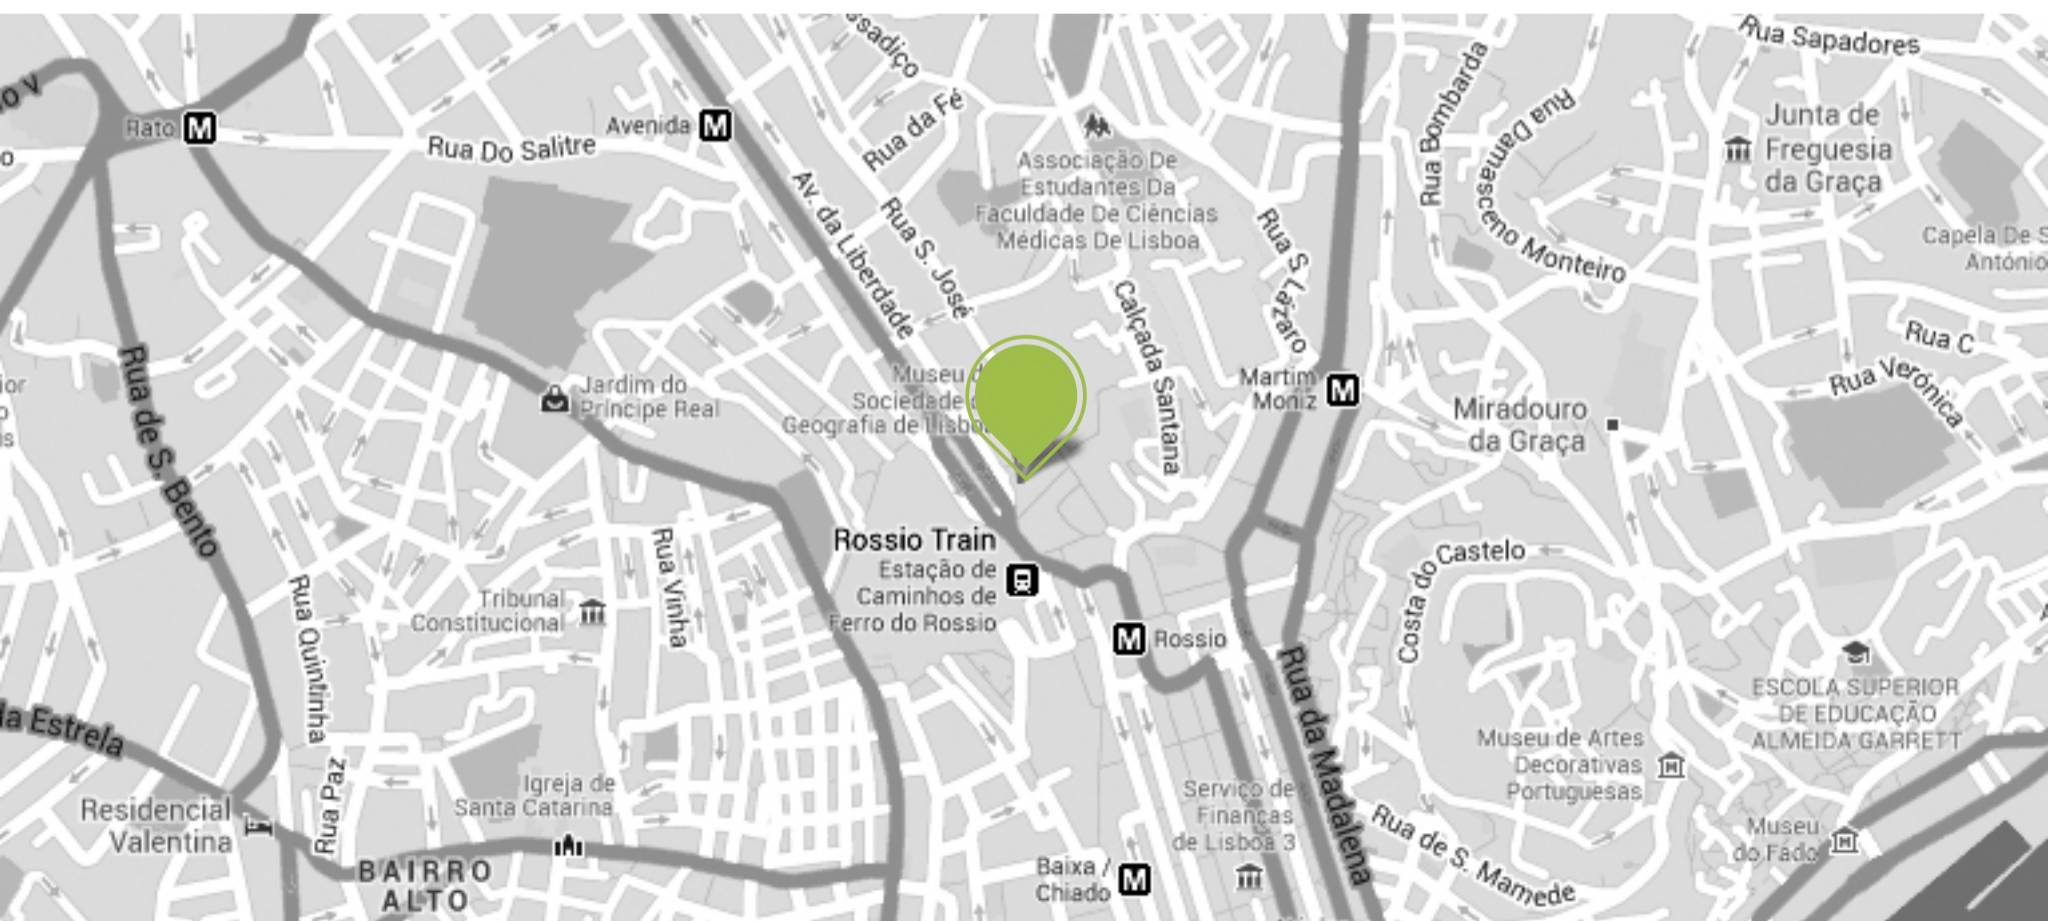 ssadiço
Rua Sapadores
o V
Rato M
Avenida M
Rua Do Salitre
Rua da Fé
Rua Bombarda
Rua Damasceno Monteiro
Junta de
Freguesia
da Graça
o
Associação De
Estudantes Da
Faculdade De Ciências
Médicas De Lisboa
Av. da Liberdade
Rua S. José
Rua S. Lázaro
Calçada Santana
Capela De S
António
Rua C
Rua Verónica
Rua de S. Bento
ior
o
s
Jardim do
Príncipe Real
Museu d
Sociedade
Geografia de Lisbo
Martim
Moniz M
Miradouro
da Graça
Rossio Train
Estação de
Caminhos de
Ferro do Rossio
Rua Vinha
Rua Quintinha
Tribunal
Constitucional
M Rossio
Costa do Castelo
ESCOLA SUPERIOR
DE EDUCAÇÃO
ALMEIDA GARRETT
la Estrela
Rua da Madalena
Museu de Artes
Decorativas
Portuguesas
Igreja de
Santa Catarina
Rua Paz
Residencial
Valentina
Serviço de
Finanças
de Lisboa 3
Rua de S. Mamede
Museu
do Fado
BAIRRO
ALTO
Baixa /
Chiado M